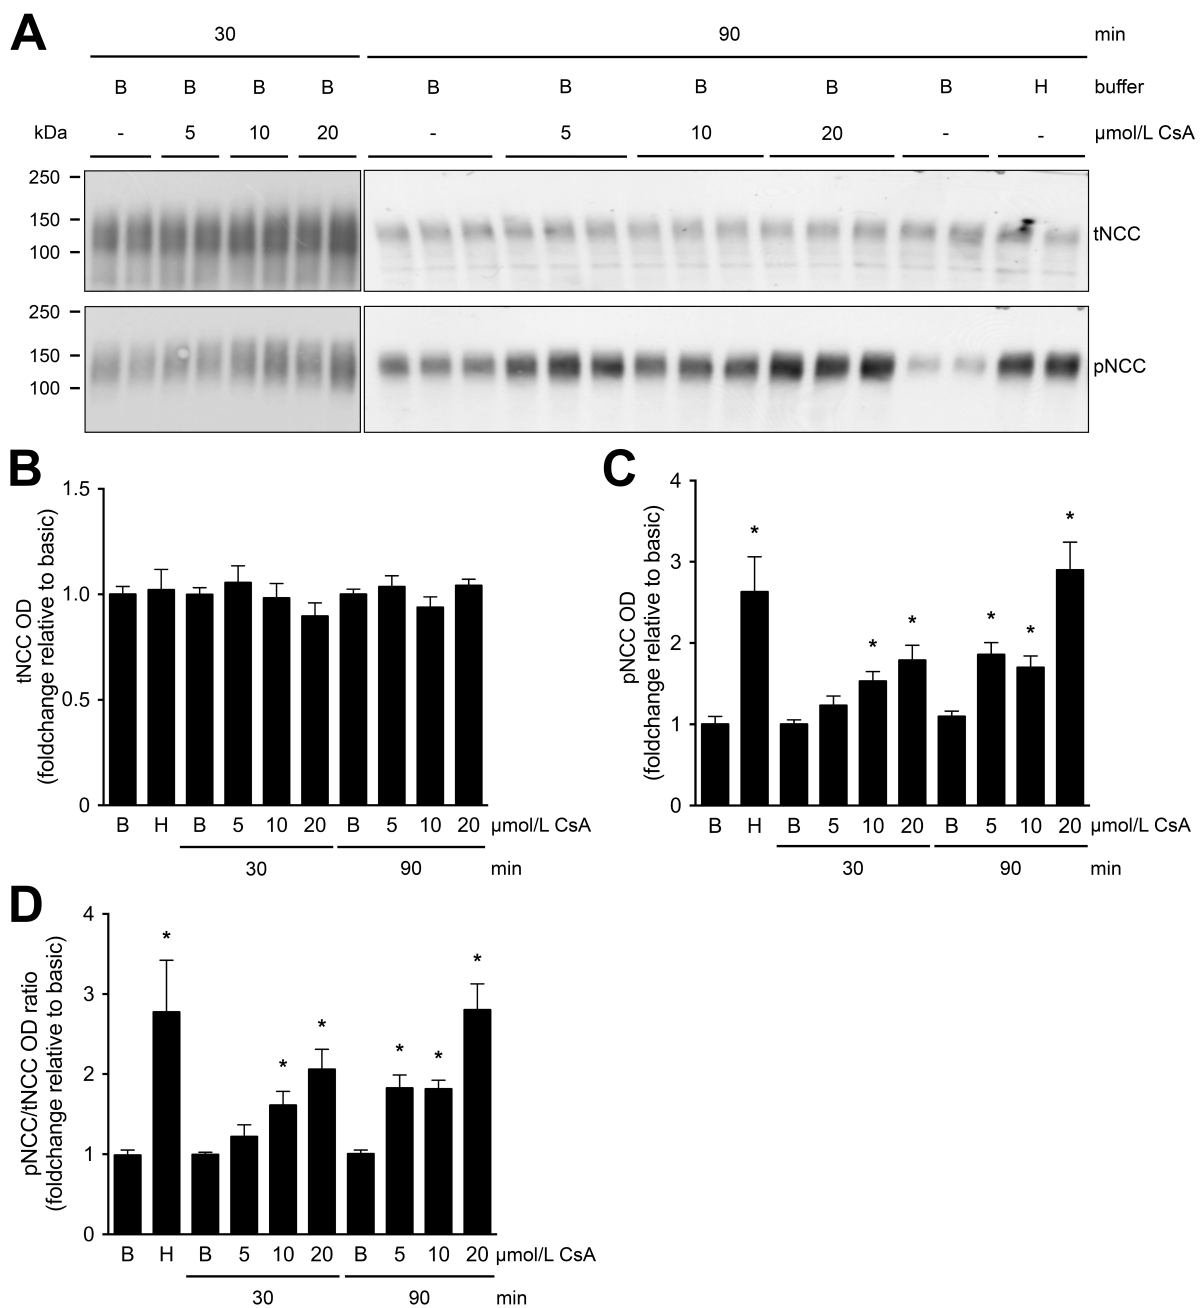 A
30 90 min
B B B B B B B B B H buffer
kDa - 5 10 20 - 5 10 20 - - µmol/L CsA
250
150
100
tNCC
250
150
100
pNCC
B
tNCC OD
(foldchange relative to basic)
1.5
1.0
0.5
0
B H B 5 10 20 B 5 10 20 µmol/L CsA
30 90 min
C
pNCC OD
(foldchange relative to basic)
4
3
2
1
0
* * * * * *
B H B 5 10 20 B 5 10 20 µmol/L CsA
30 90 min
D
pNCC/tNCC OD ratio
(foldchange relative to basic)
4
3
2
1
0
* * * * * *
B H B 5 10 20 B 5 10 20 µmol/L CsA
30 90 min